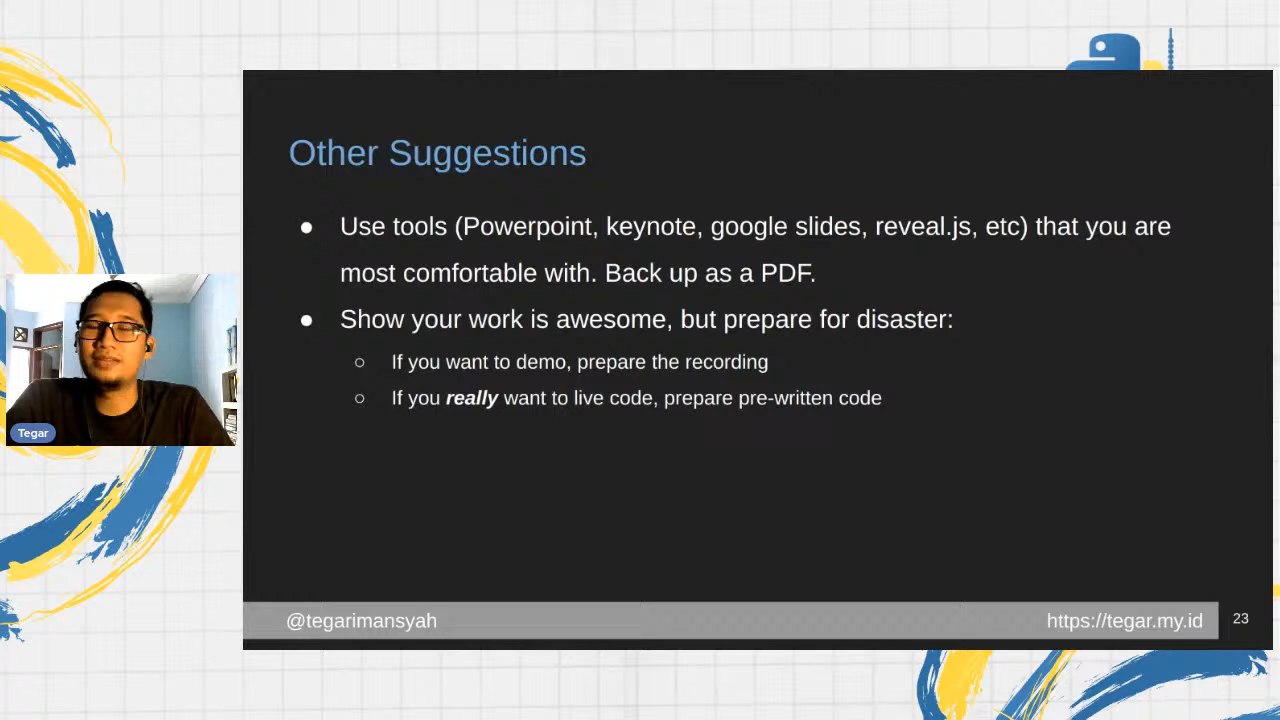 Other Suggestions
● Use tools (Powerpoint, keynote, google slides, reveal.js, etc) that you are
most comfortable with. Back up as a PDF.
● Show your work is awesome, but prepare for disaster:
○ If you want to demo, prepare the recording
○ If you really want to live code, prepare pre-written code
Tegar
@tegarimansyah
https://tegar.my.id
23